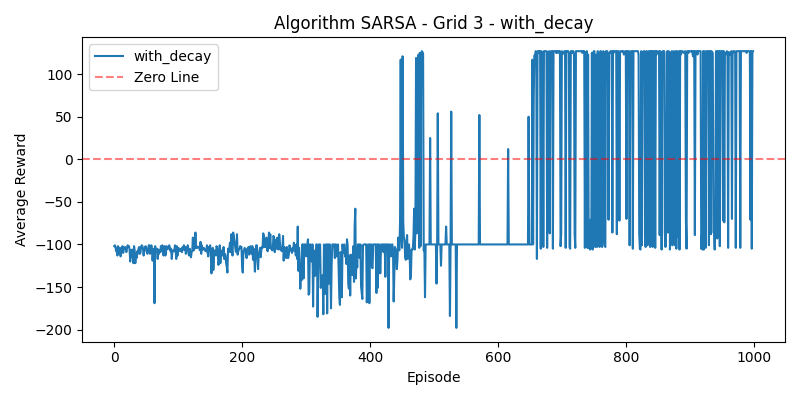 Algorithm SARSA - Grid 3 - with_decay
with_decay
Zero Line
Average Reward
100
50
0
−50
−100
−150
−200
0
200
400
600
800
1000
Episode